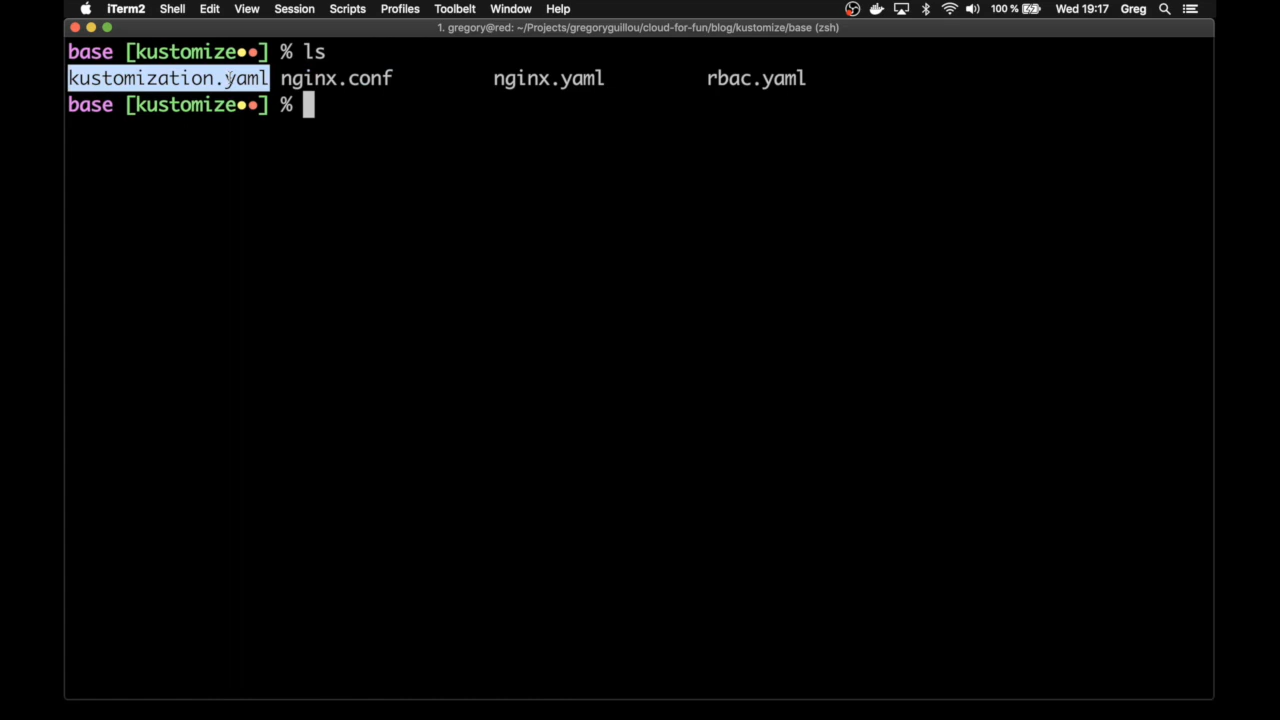 iTerm2 Shell Edit View Session Scripts Profiles Toolbelt Window Help 100 % Wed 19:17 Greg
1. gregory@red: ~/Projects/gregoryguillou/cloud-for-fun/blog/kustomize/base (zsh)
base [kustomize●●] % ls
kustomization.yaml nginx.conf nginx.yaml rbac.yaml
base [kustomize●●] %